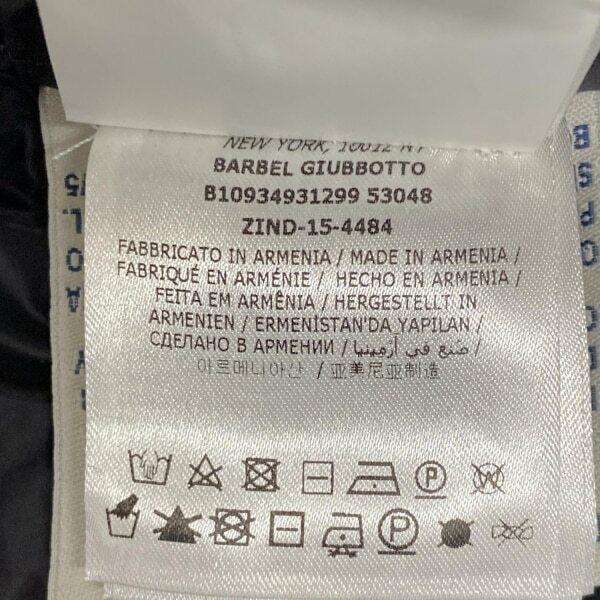 NEW YORK, 10012 NY
BARBEL GIUBBOTTO
B10934931299 53048
ZIND-15-4484
FABBRICATO IN ARMENIA / MADE IN ARMENIA /
FABRIQUÉ EN ARMÉNIE / HECHO EN ARMENIA /
FEITA EM ARMÊNIA / HERGESTELLT IN
ARMENIEN / ERMENİSTAN'DA YAPILAN /
СДЕЛАНО В АРМЕНИИ / صنع في أرمينيا /
아르메니아산 / 亚美尼亚制造
P W
P